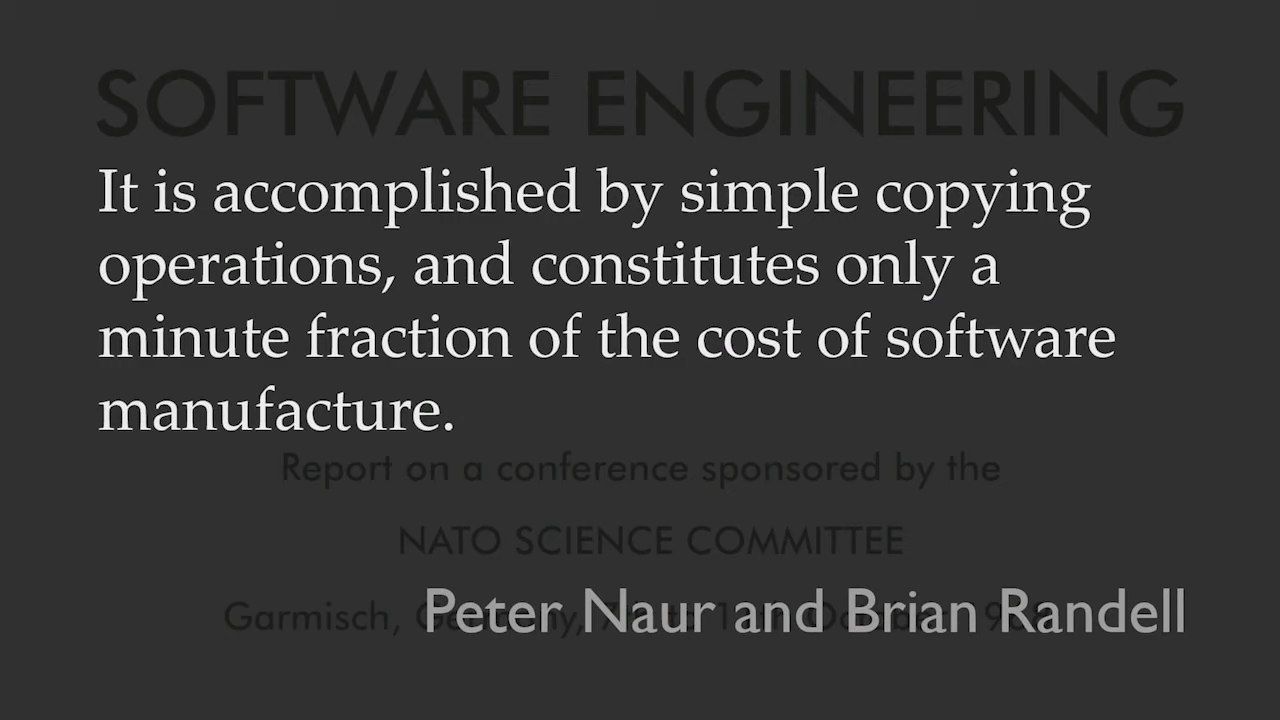 SOFTWARE ENGINEERING
It is accomplished by simple copying
operations, and constitutes only a
minute fraction of the cost of software
manufacture.
Report on a conference sponsored by the
NATO SCIENCE COMMITTEE
Peter Naur and Brian Randell
Garmisch, Germany,